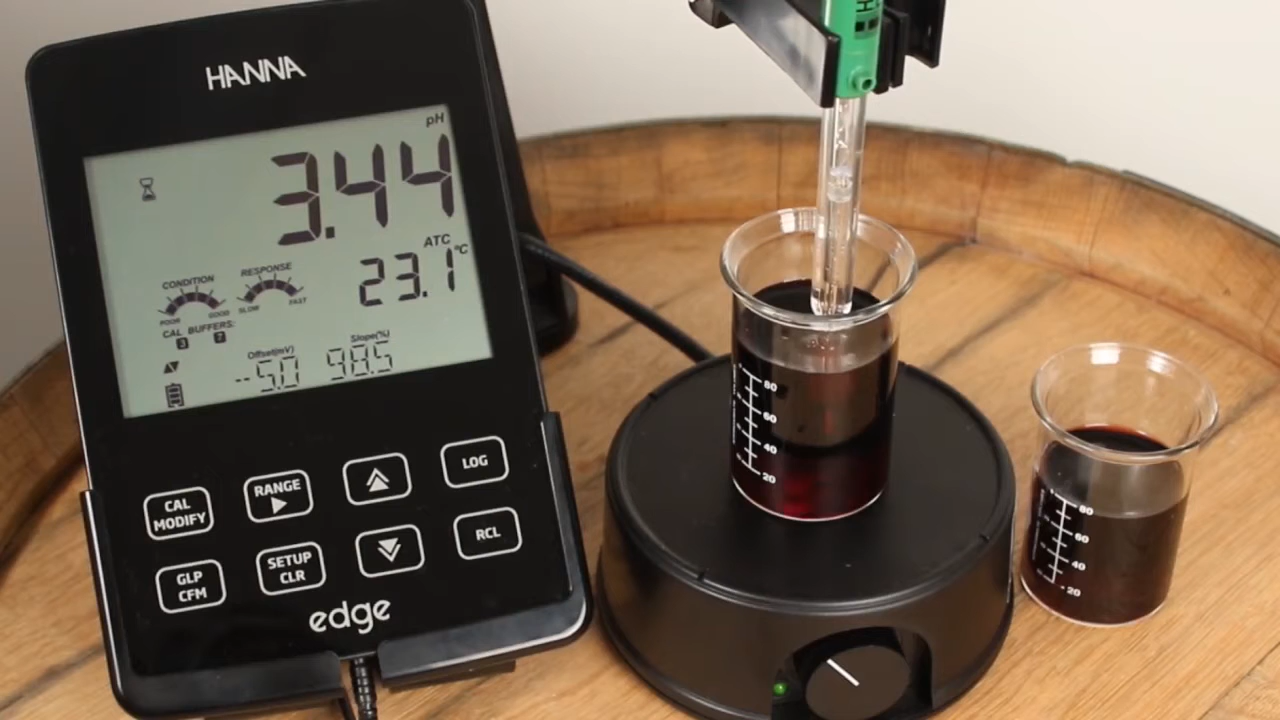 HANNA
pH
3.44
ATC
°C
23.1
CONDITION
RESPONSE
POOR
GOOD
SLOW
FAST
CAL BUFFERS:
3 7
Offset(mV)
Slope(%)
-5.0 98.5
CAL
MODIFY
RANGE
LOG
GLP
CFM
SETUP
CLR
RCL
edge
H
80
60
40
20
80
60
40
20